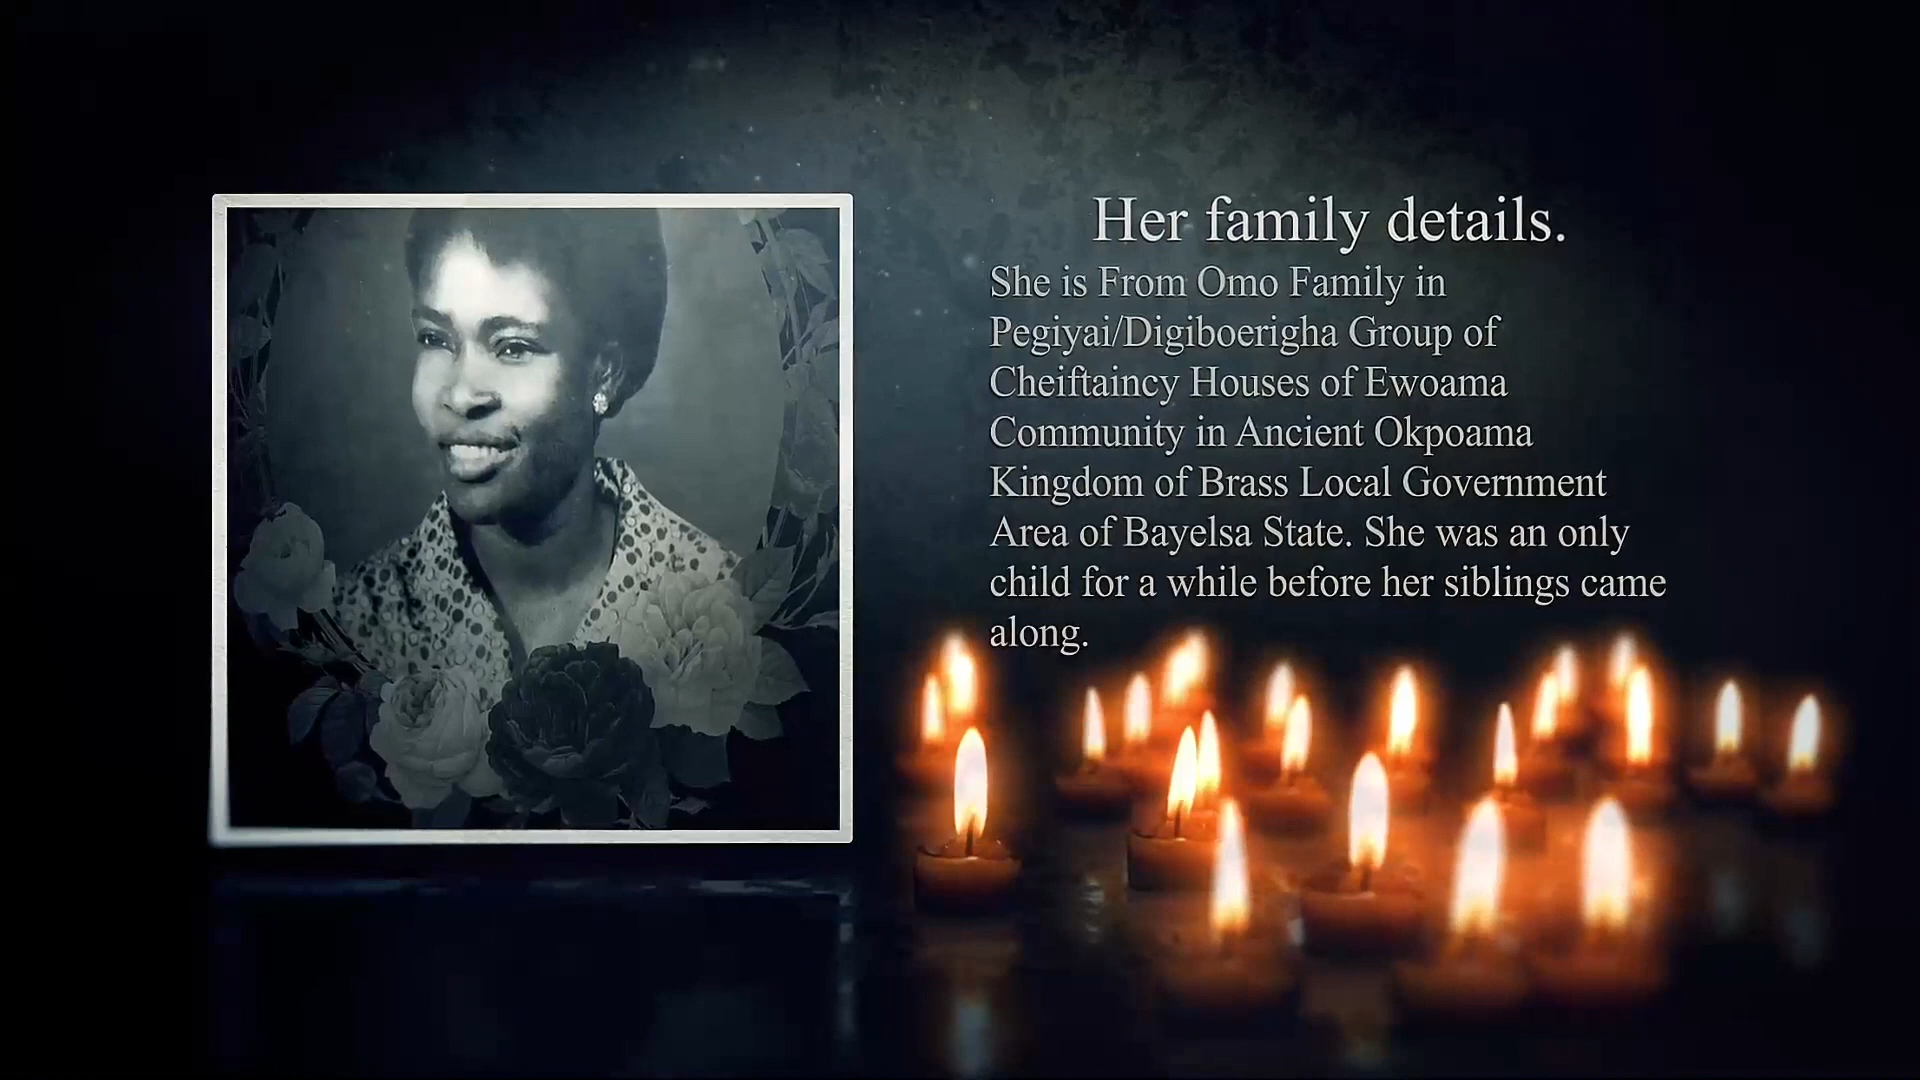 Her family details.
She is From Omo Family in
Pegiyai/Digiboerigha Group of
Cheiftaincy Houses of Ewoama
Community in Ancient Okpoama
Kingdom of Brass Local Government
Area of Bayelsa State. She was an only
child for a while before her siblings came
along.